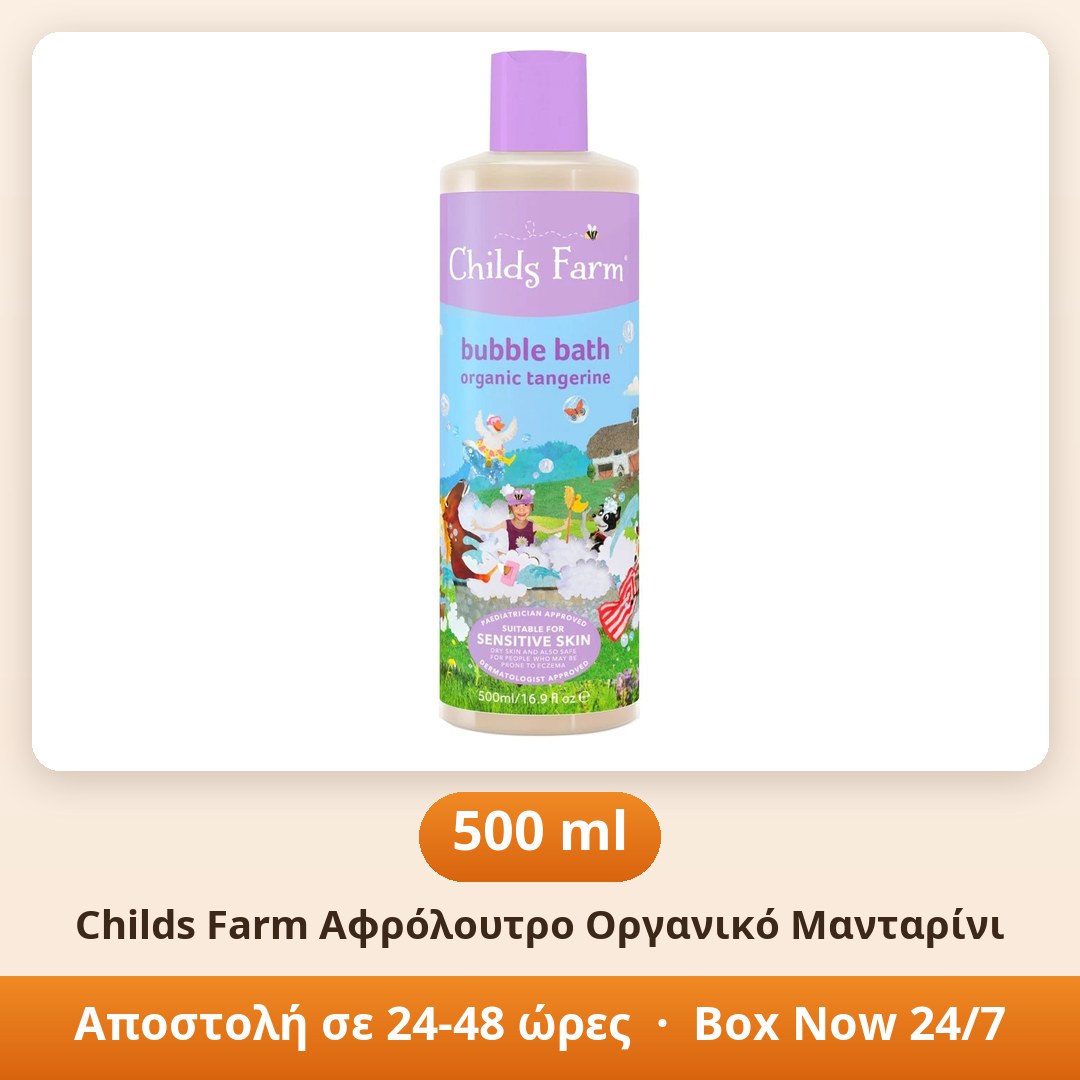 Childs Farm
bubble bath
organic tangerine
PAEDIATRICIAN APPROVED
SUITABLE FOR
SENSITIVE SKIN
DRY SKIN AND ALSO SAFE
FOR PEOPLE WHO MAY BE
PRONE TO ECZEMA
DERMATOLOGIST APPROVED
500ml/16.9 fl oz ℮
500 ml
Childs Farm Αφρόλουτρο Οργανικό Μανταρίνι
Αποστολή σε 24-48 ώρες · Box Now 24/7